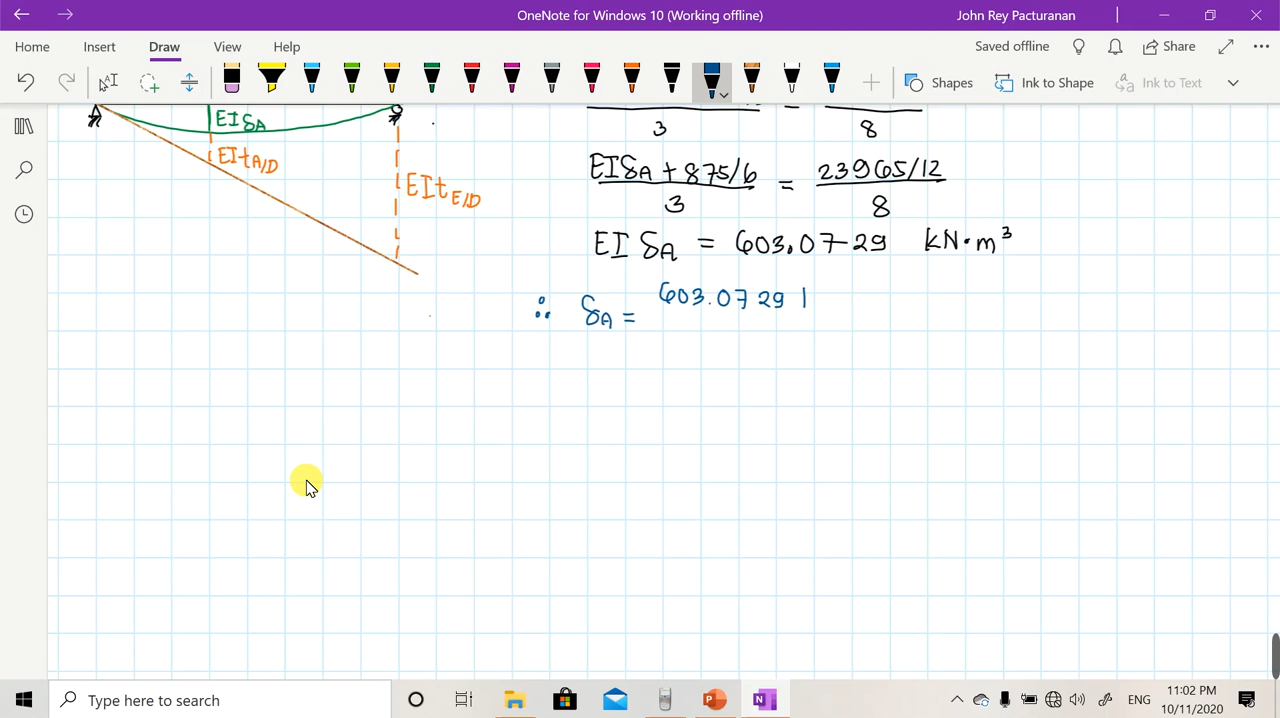 OneNote for Windows 10 (Working offline)
John Rey Pacturanan
Home Insert Draw View Help
Saved offline
Share
Shapes
Ink to Shape
Ink to Text
EIδA
EItA/D
EItE/D
3 = 8
EIδA + 875/6 = 23965/12
3 8
EI δA = 603.0729 kN·m³
∴ δA = 603.0729 1
Type here to search
ENG
11:02 PM
10/11/2020